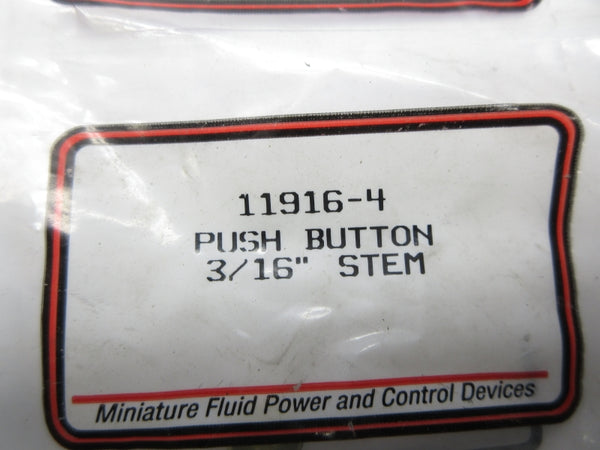 11916-4
PUSH BUTTON
3/16" STEM
Miniature Fluid Power and Control Devices